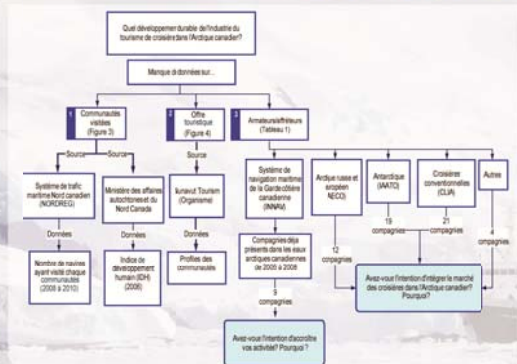 Quel développement durable de l'industrie du
tourisme de croisière dans l'Arctique canadien?
Manque de données sur...
1
Communautés
visitées
(Figure 3)
2
Offre
touristique
(Figure 4)
3
Armateurs/affréteurs
(Tableau 1)
Source
Source
Source
Système de trafic
maritime Nord canadien
(NORDREG)
Ministère des affaires
autochtones et du
Nord Canada
Nunavut Tourism
(Organisme)
Système de
navigation maritime
de la Garde côtière
canadienne
(INNAV)
Arctique russe et
européen
AECO)
Antarctique
(IAATO)
Croisières
conventionnelles
(CLIA)
Autres
Données
Données
Données
19
compagnies
21
compagnies
4
compagnies
Nombre de navires
ayant visité chaque
communautés
(2008 à 2010)
Indice de
développement
humain (IDH)
(2006)
Profiles des
communautés
Compagnies déjà
présentes dans les eaux
arctiques canadiennes
de 2000 à 2008
12
compagnies
compagnies
Avez-vous l'intention d'intégrer le marché
des croisières dans l'Arctique canadien?
Pourquoi?
Avez-vous l'intention d'accroître
vos activités? Pourquoi ?